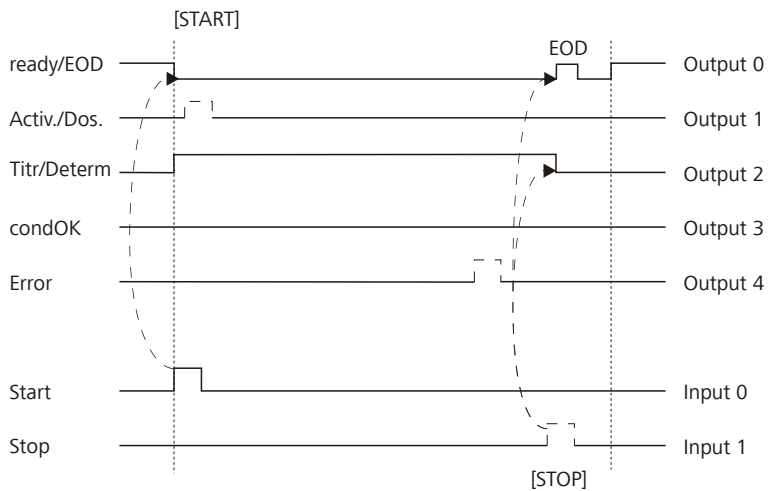 [START]
EOD
ready/EOD Output 0
Activ./Dos. Output 1
Titr/Determ Output 2
condOK Output 3
Error Output 4
Start Input 0
Stop Input 1
[STOP]